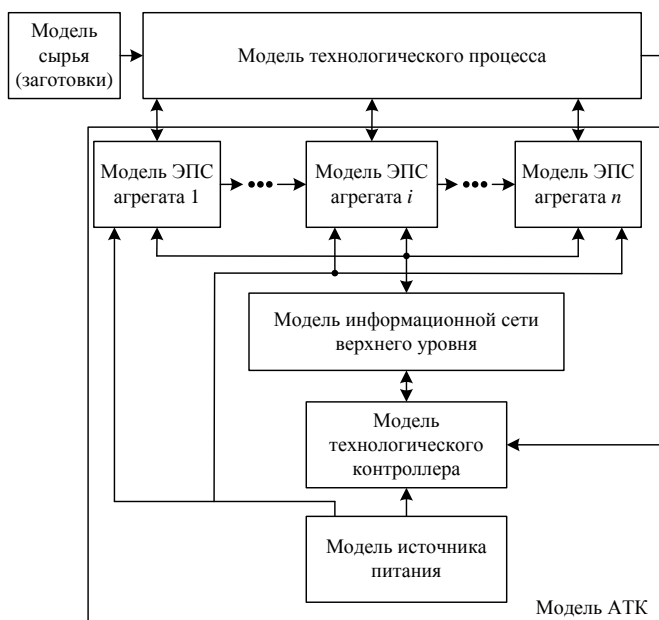 Модель
сырья
(заготовки)
Модель технологического процесса
Модель ЭПС
агрегата 1
Модель ЭПС
агрегата i
Модель ЭПС
агрегата n
Модель информационной сети
верхнего уровня
Модель
технологического
контроллера
Модель источника
питания
Модель АТК